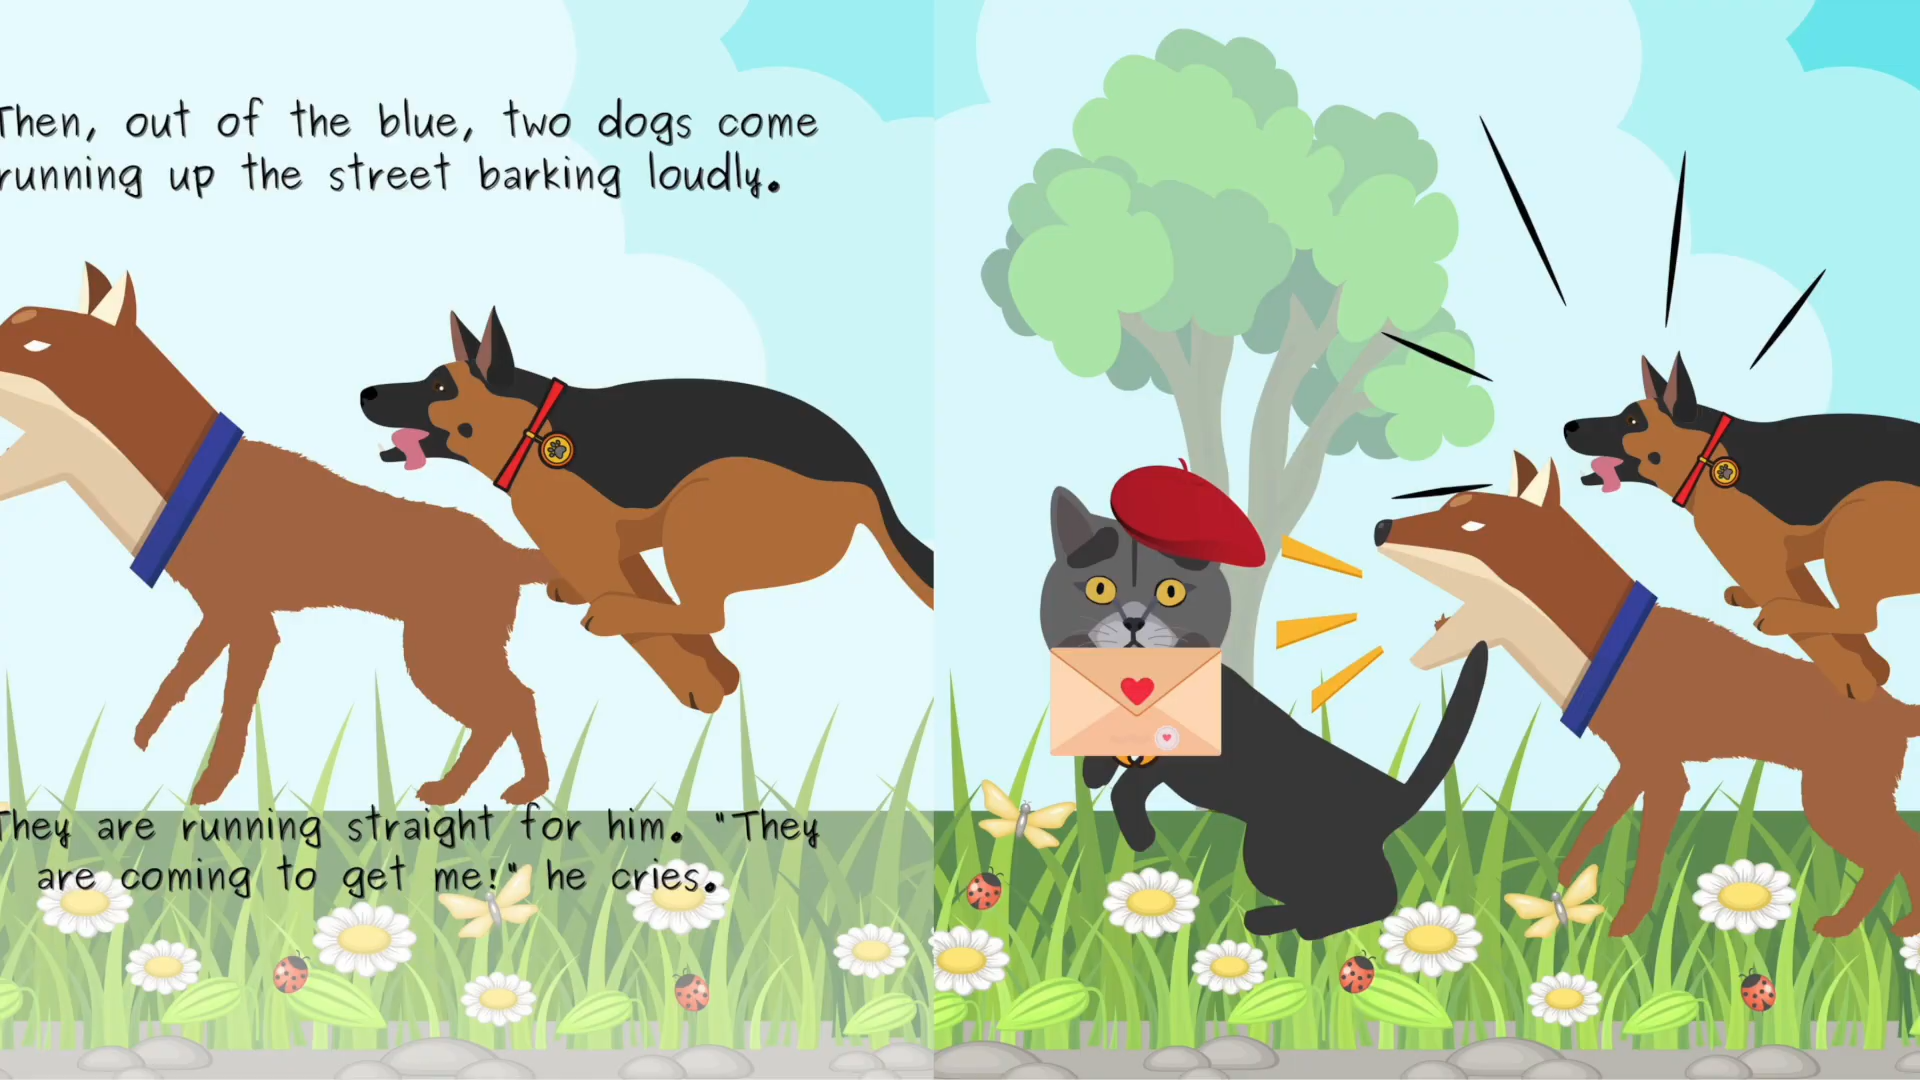 Then, out of the blue, two dogs come
running up the street barking loudly.
They are running straight for him. "They
are coming to get me!" he cries.